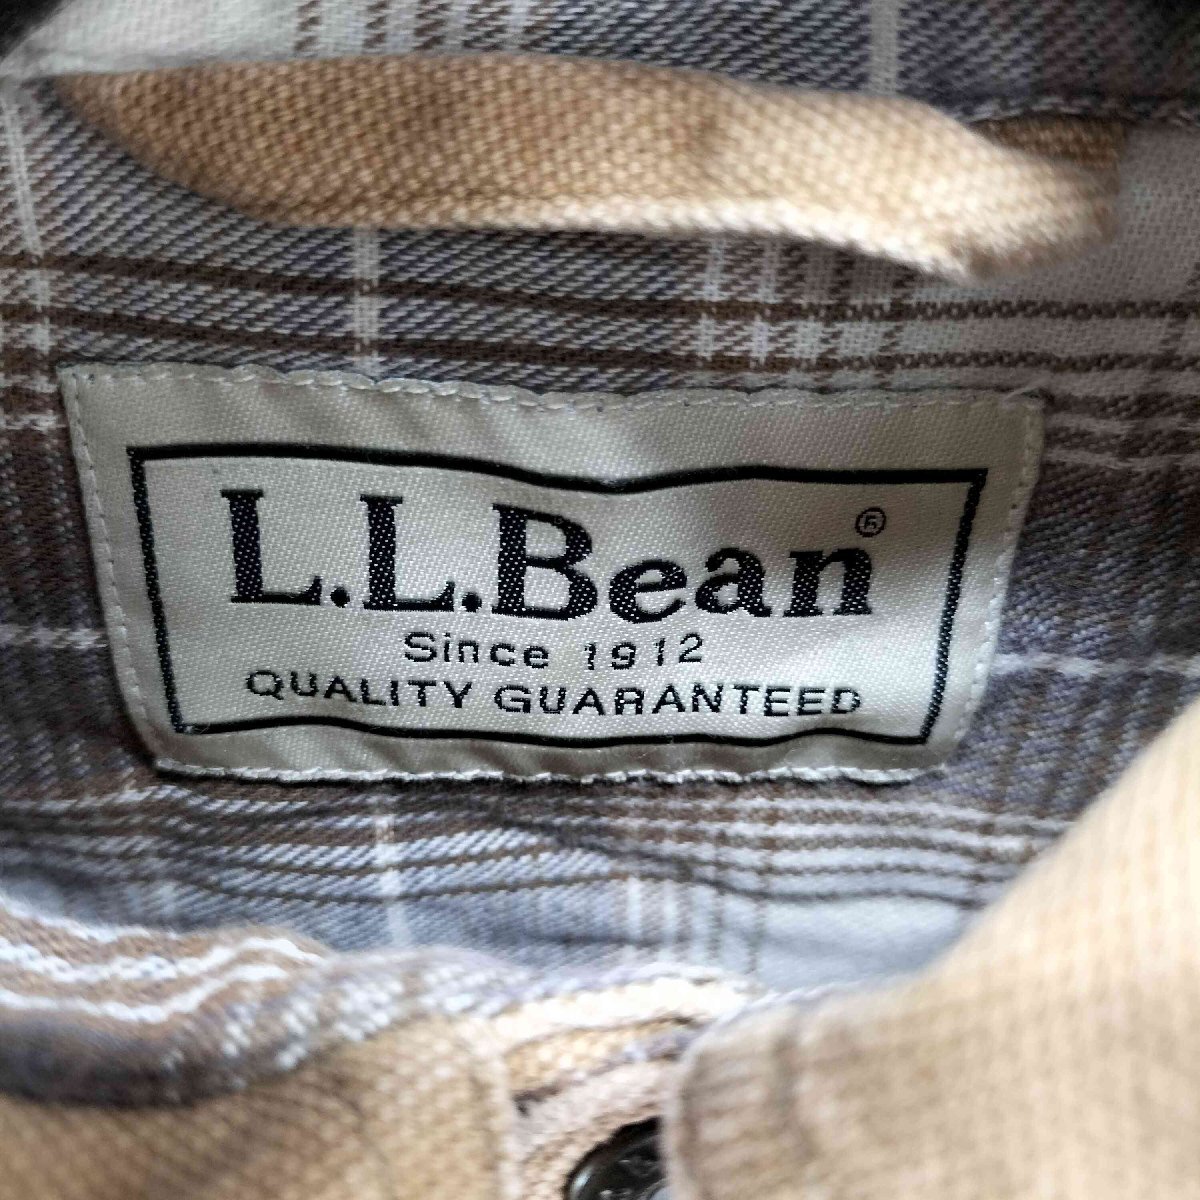 L.L.Bean®
Since 1912
QUALITY GUARANTEED